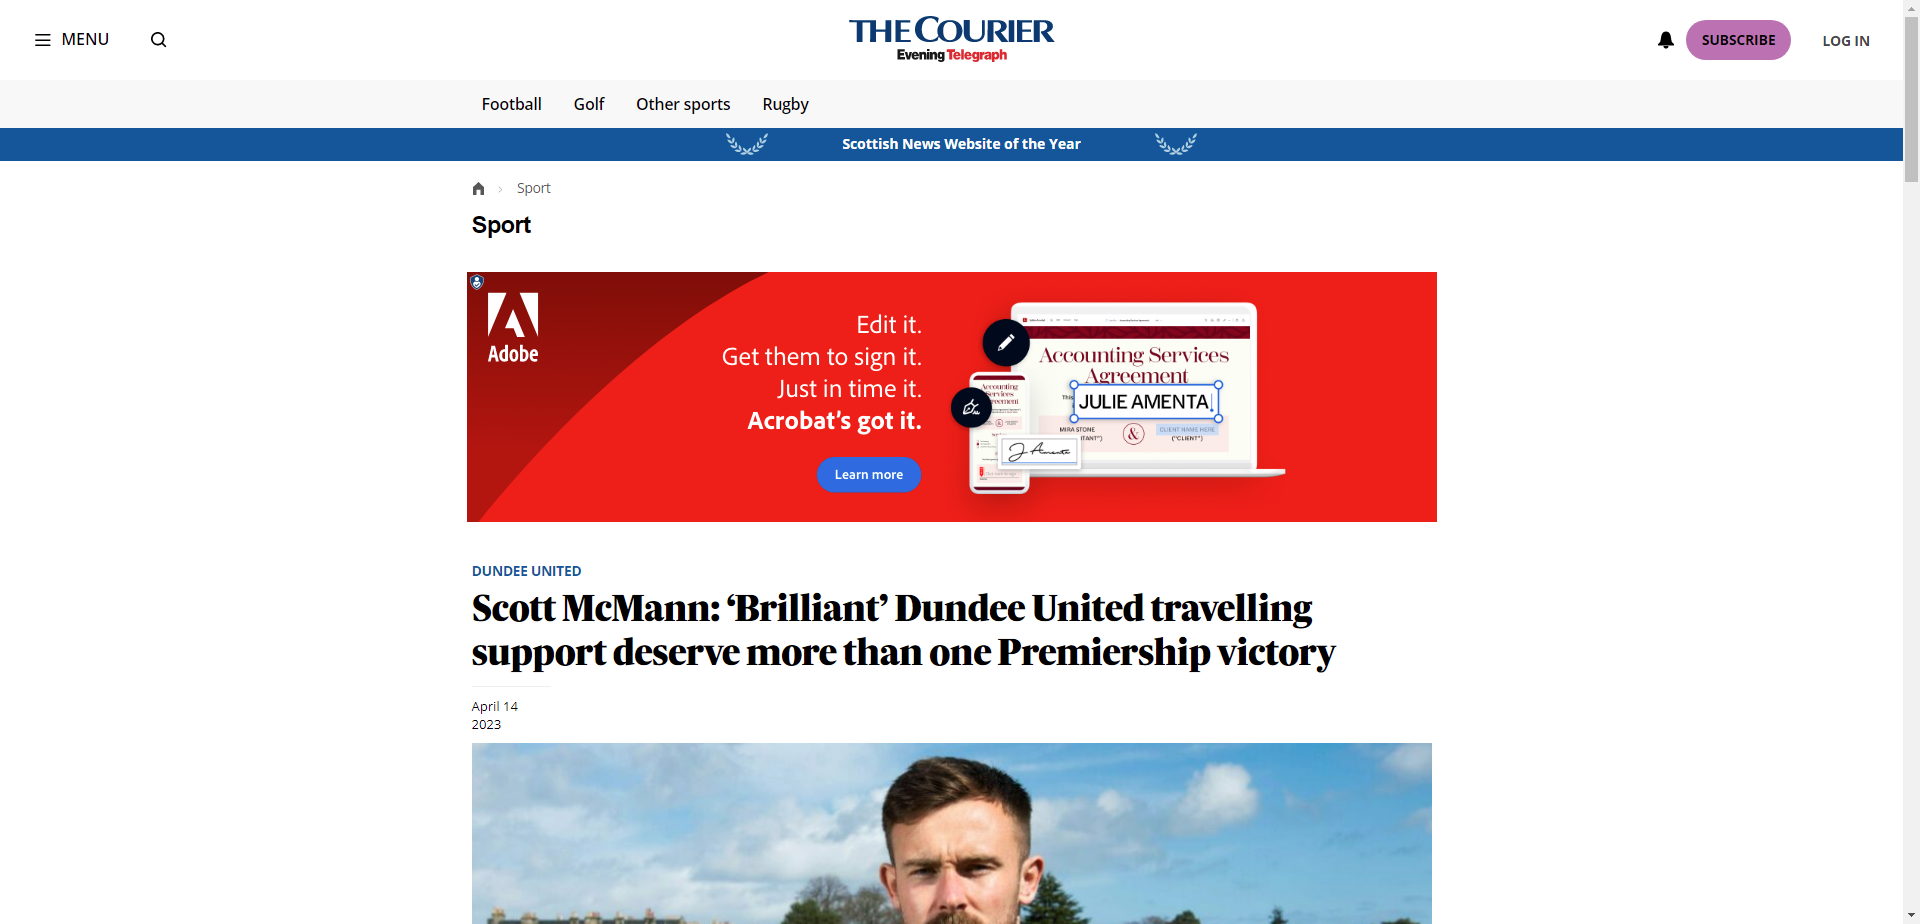 MENU
THE COURIER
Evening Telegraph
SUBSCRIBE
LOG IN
Football
Golf
Other sports
Rugby
Scottish News Website of the Year
Sport
Sport
Adobe
Edit it.
Get them to sign it.
Just in time it.
Acrobat's got it.
Learn more
Accounting Services
Agreement
JULIE AMENTA
MIRA STONE
&
CLIENT NAME HERE
("CLIENT")
Accounting
Services
J Amenta
DUNDEE UNITED
Scott McMann: ‘Brilliant’ Dundee United travelling
support deserve more than one Premiership victory
April 14
2023